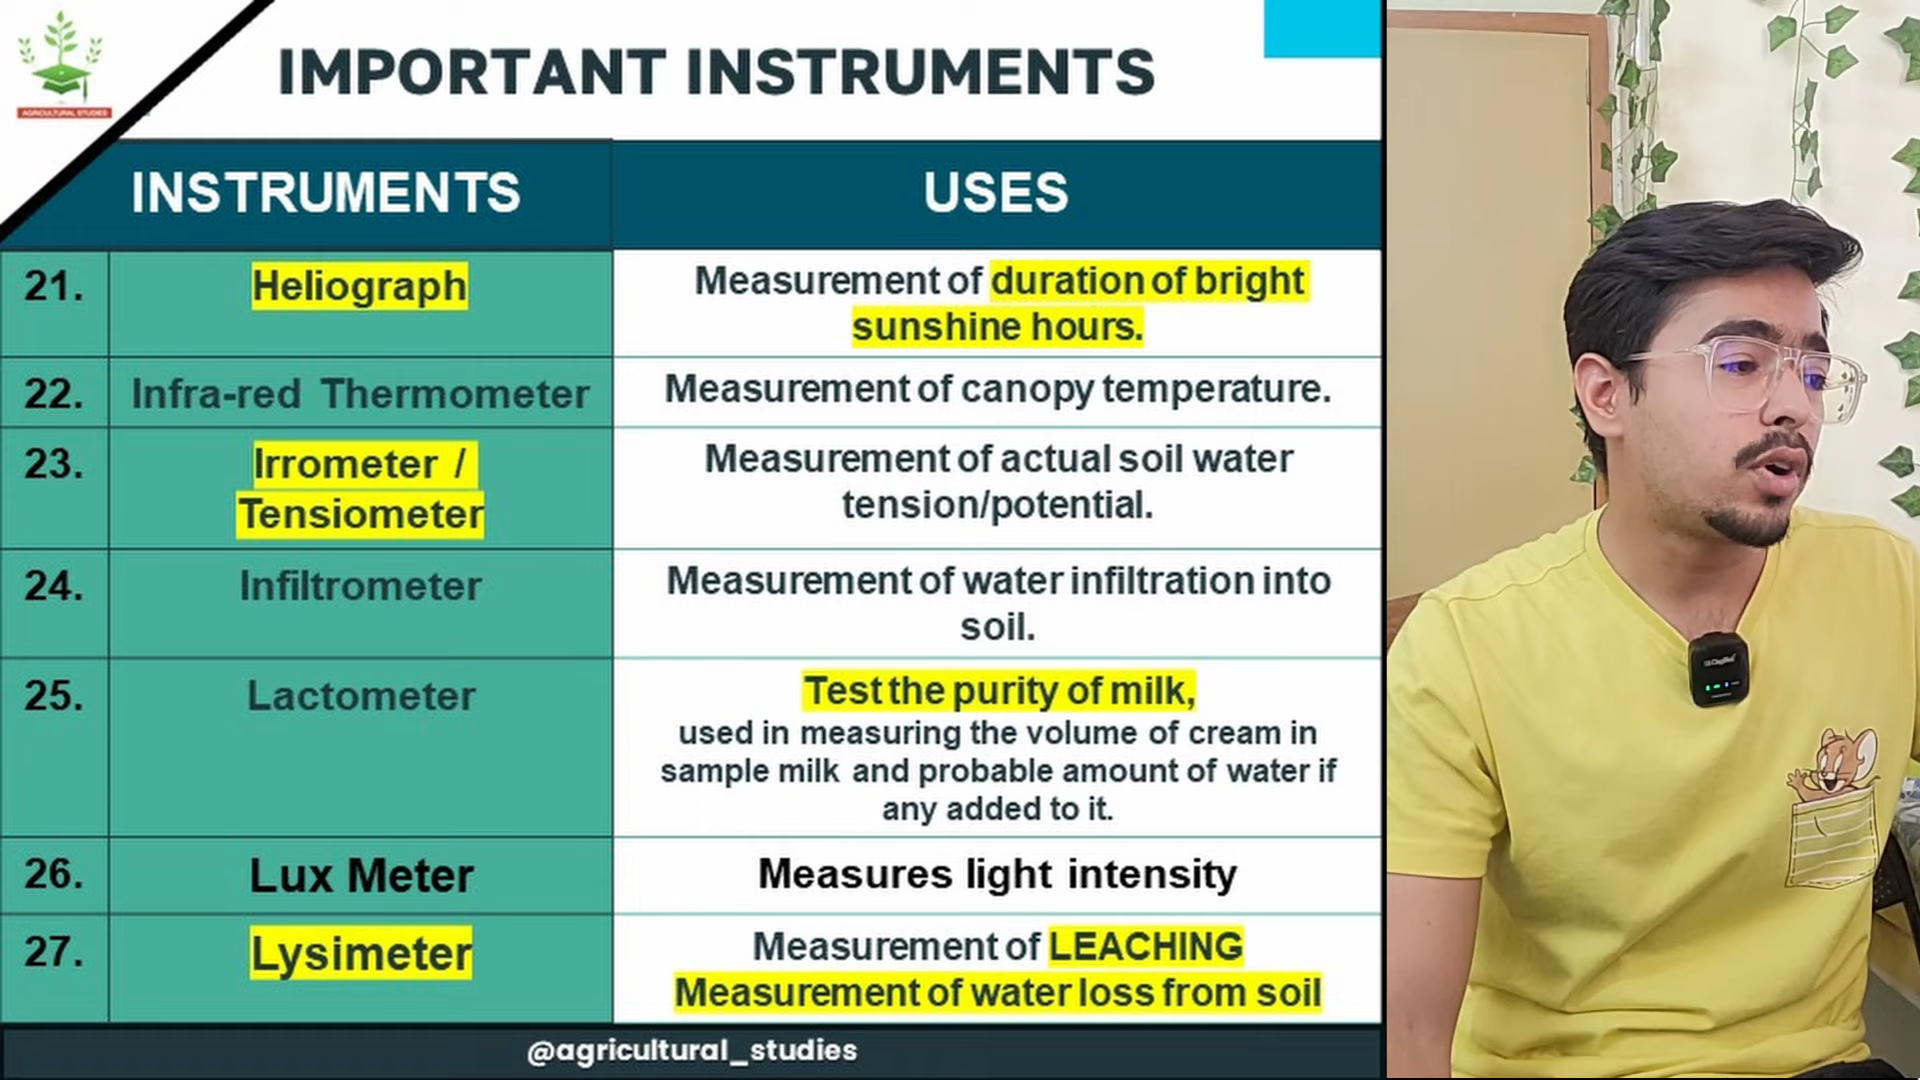 AGRICULTURAL STUDIES
IMPORTANT INSTRUMENTS
INSTRUMENTS
USES
21.
Heliograph
Measurement of duration of bright
sunshine hours.
22.
Infra-red Thermometer
Measurement of canopy temperature.
23.
Irrometer /
Tensiometer
Measurement of actual soil water
tension/potential.
24.
Infiltrometer
Measurement of water infiltration into
soil.
25.
Lactometer
Test the purity of milk,
used in measuring the volume of cream in
sample milk and probable amount of water if
any added to it.
26.
Lux Meter
Measures light intensity
27.
Lysimeter
Measurement of LEACHING
Measurement of water loss from soil
@agricultural_studies